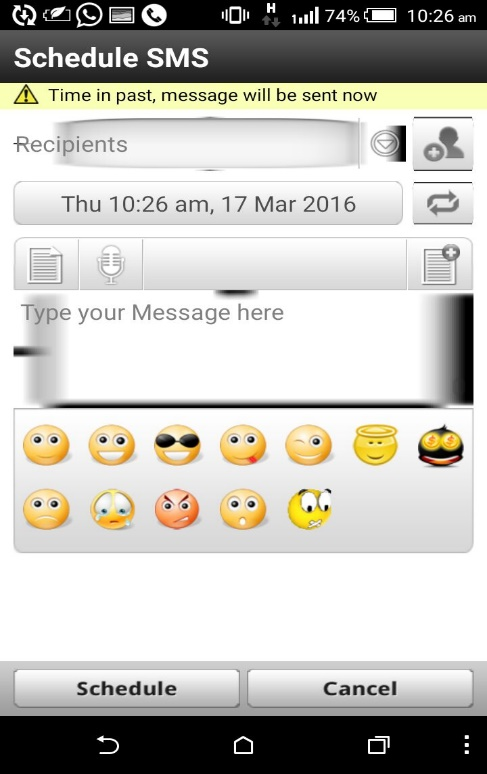 H
74%
10:26 am
Schedule SMS
Time in past, message will be sent now
Recipients
Thu 10:26 am, 17 Mar 2016
Type your Message here
Schedule
Cancel